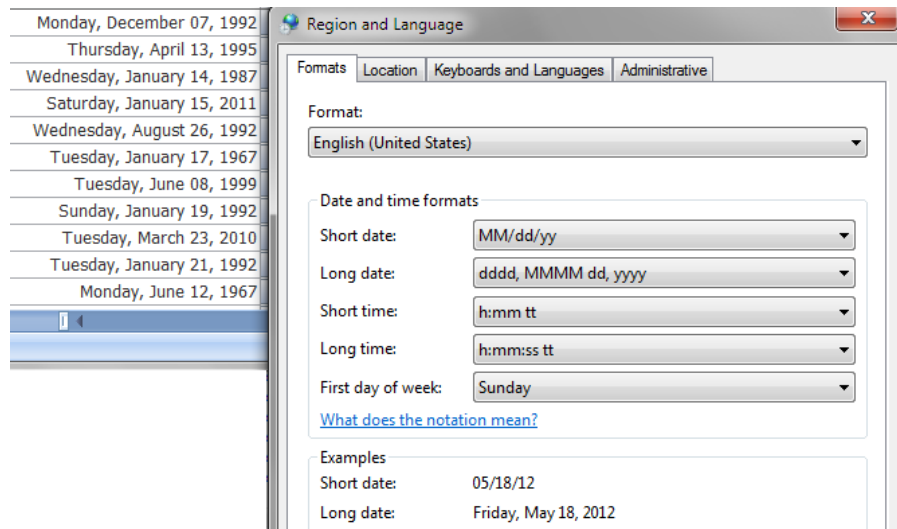 Monday, December 07, 1992
Thursday, April 13, 1995
Wednesday, January 14, 1987
Saturday, January 15, 2011
Wednesday, August 26, 1992
Tuesday, January 17, 1967
Tuesday, June 08, 1999
Sunday, January 19, 1992
Tuesday, March 23, 2010
Tuesday, January 21, 1992
Monday, June 12, 1967
Region and Language
Formats Location Keyboards and Languages Administrative
Format:
English (United States)
Date and time formats
Short date: MM/dd/yy
Long date: dddd, MMMM dd, yyyy
Short time: h:mm tt
Long time: h:mm:ss tt
First day of week: Sunday
What does the notation mean?
Examples
Short date: 05/18/12
Long date: Friday, May 18, 2012